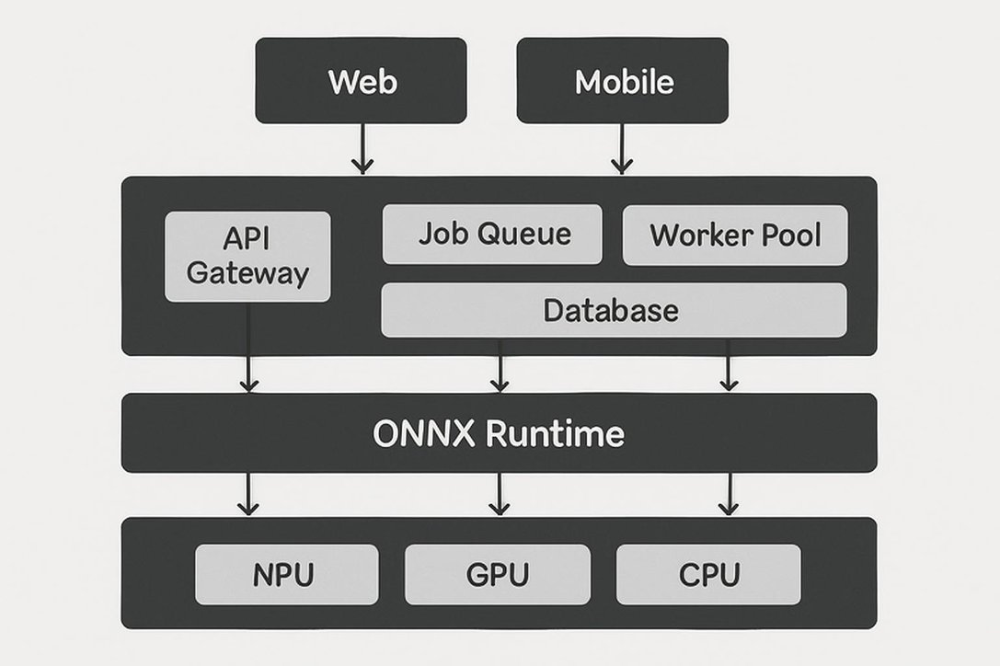 Web
Mobile
API
Gateway
Job Queue
Worker Pool
Database
ONNX Runtime
NPU
GPU
CPU